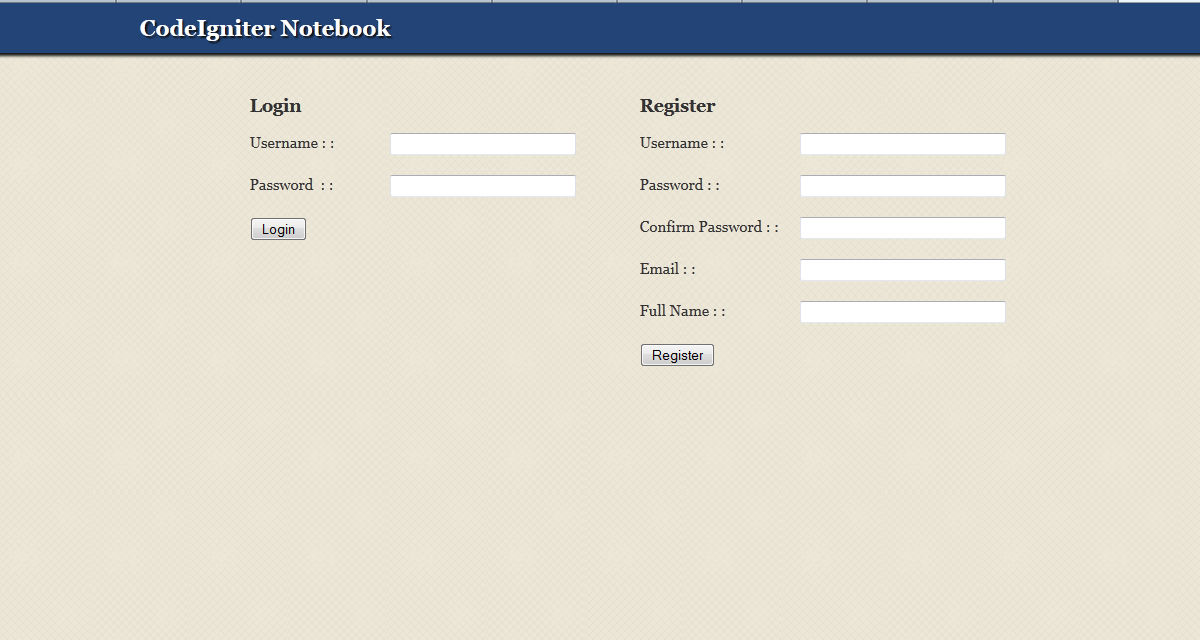 CodeIgniter Notebook
Login
Username : :
Password  : :
Login
Register
Username : :
Password : :
Confirm Password : :
Email : :
Full Name : :
Register